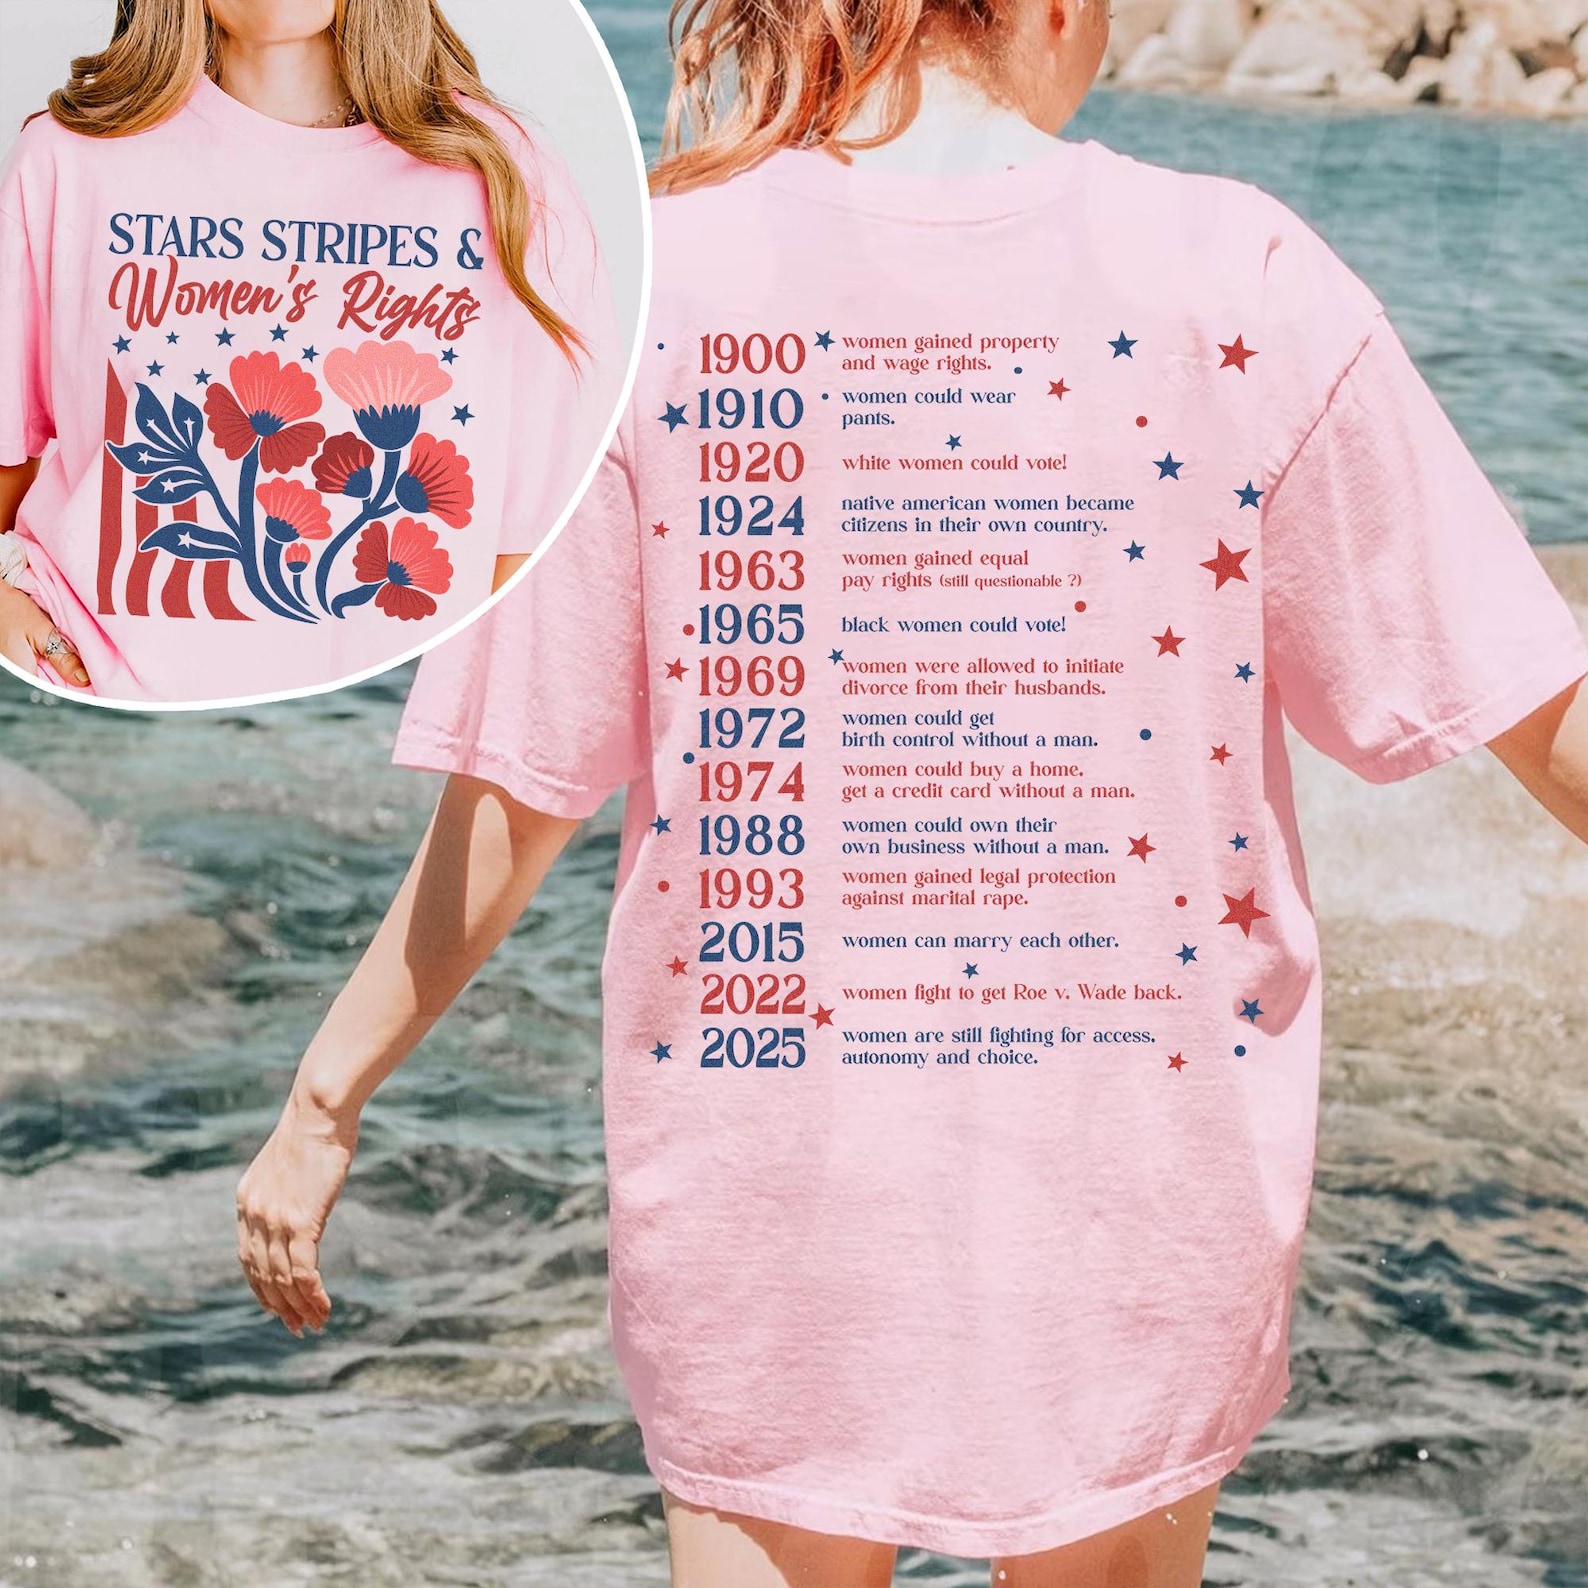 STARS STRIPES &
Women's Rights
1900 women gained property
and wage rights.
1910 women could wear
pants.
1920 white women could vote!
1924 native american women became
citizens in their own country.
1963 women gained equal
pay rights (still questionable ?)
1965 black women could vote!
1969 women were allowed to initiate
divorce from their husbands.
1972 women could get
birth control without a man.
1974 women could buy a home.
get a credit card without a man.
1988 women could own their
own business without a man.
1993 women gained legal protection
against marital rape.
2015 women can marry each other.
2022 women fight to get Roe v. Wade back.
2025 women are still fighting for access,
autonomy and choice.